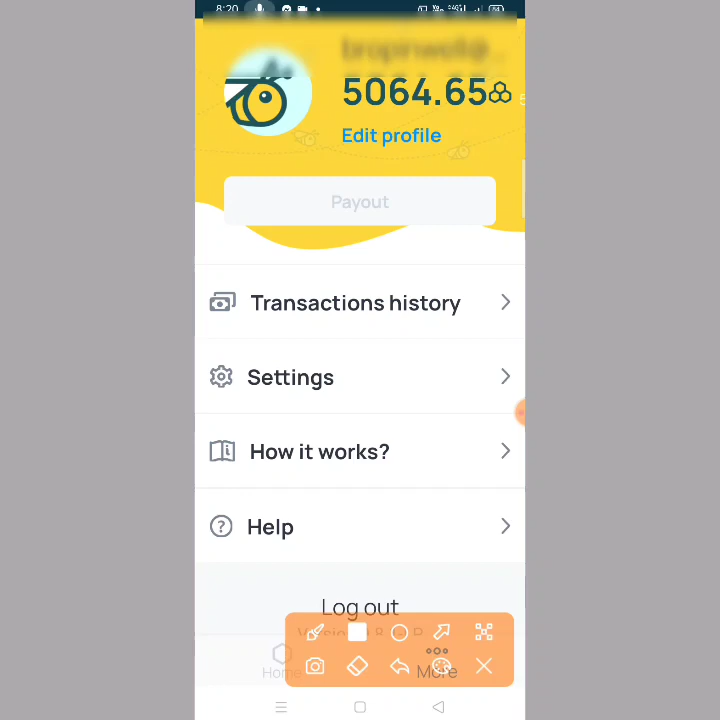 8:20
5064.65
Edit profile
Payout
Transactions history
Settings
How it works?
Help
Log out
Home
More